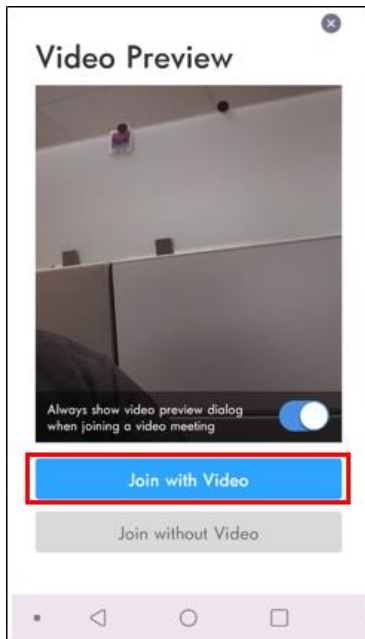 Video Preview
Always show video preview dialog
when joining a video meeting
Join with Video
Join without Video